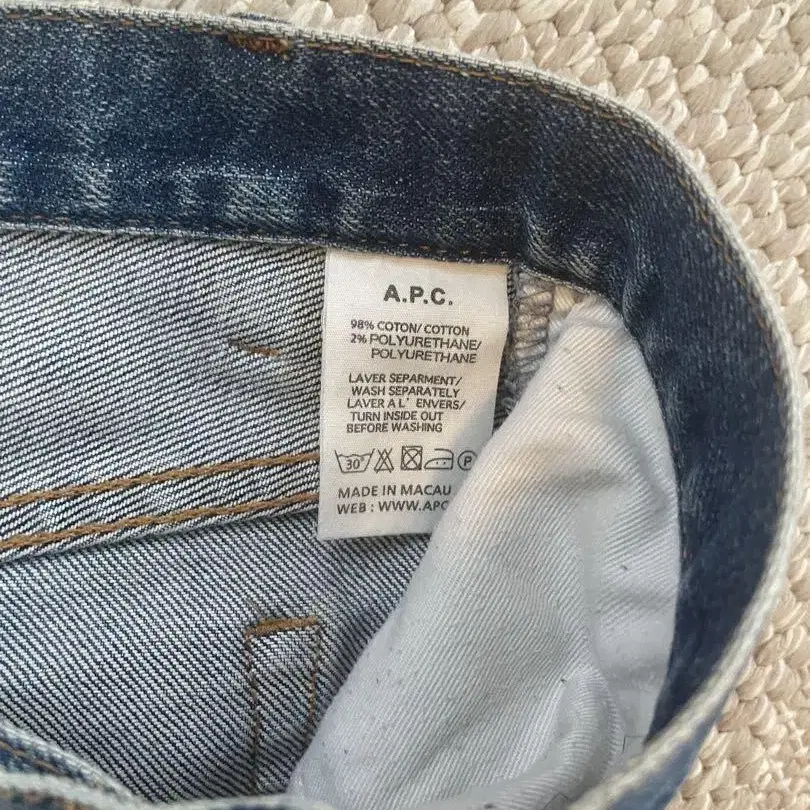 A.P.C.
98% COTON/ COTTON
2% POLYURETHANE/
POLYURETHANE
LAVER SEPARMENT/
WASH SEPARATELY
LAVER A L' ENVERS/
TURN INSIDE OUT
BEFORE WASHING
30° P
MADE IN MACAU
WEB : WWW.APC